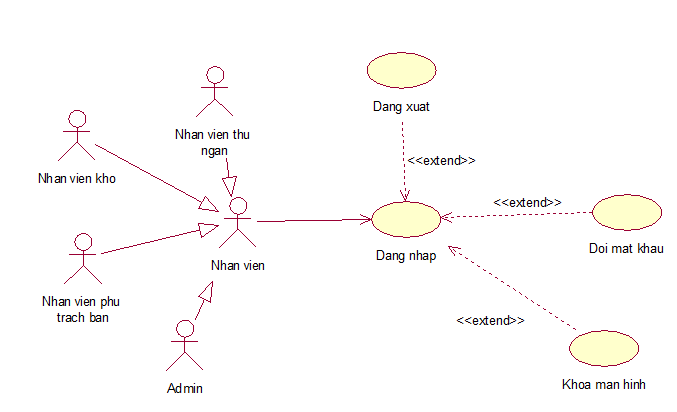 Dang xuat
Nhan vien thu
ngan
<<extend>>
Nhan vien kho
<<extend>>
Dang nhap
Doi mat khau
Nhan vien
Nhan vien phu
trach ban
<<extend>>
Admin
Khoa man hinh